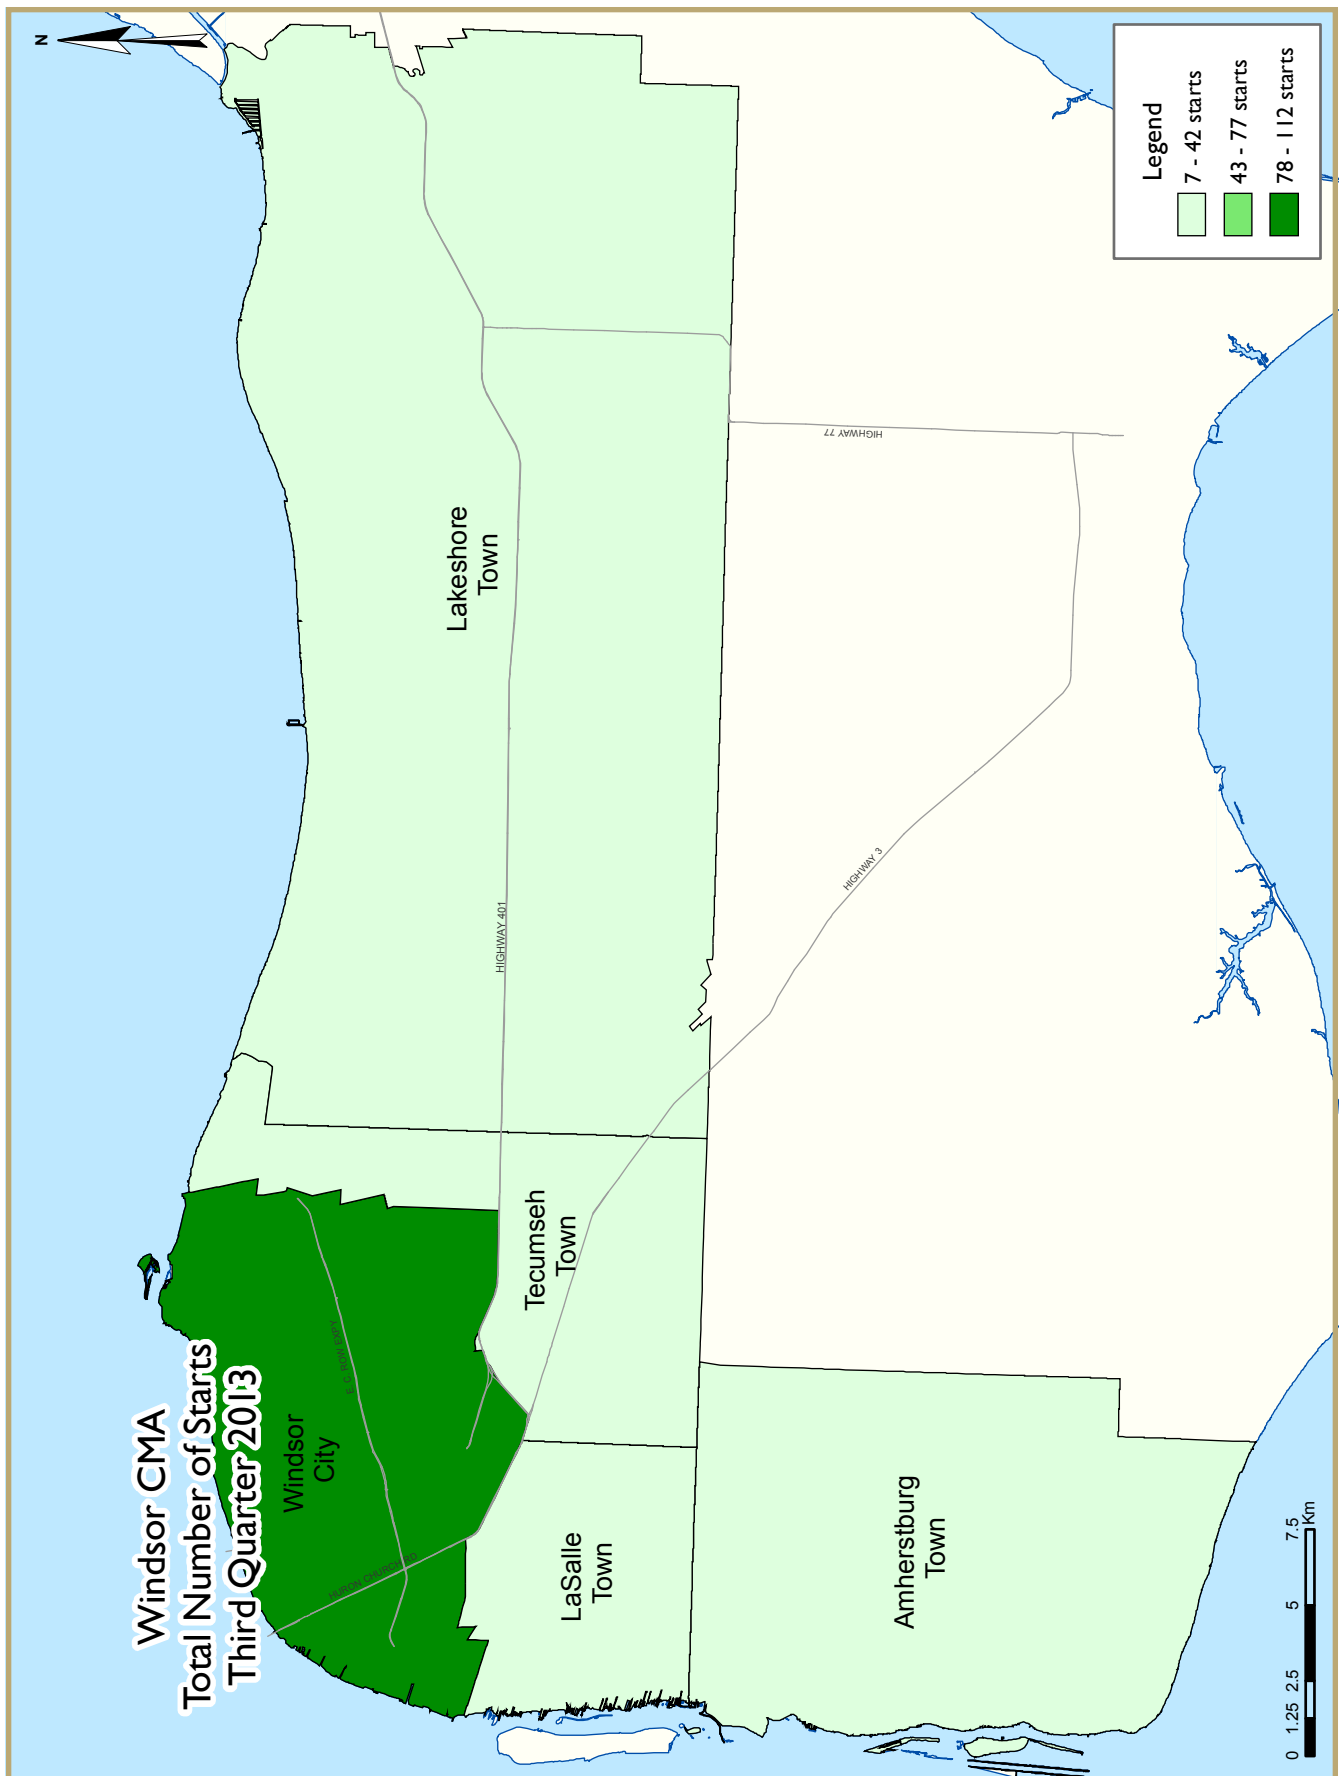 Windsor CMA
Total Number of Starts
Third Quarter 2013
N
Windsor
City
E.C. ROW EXPY
HURON CHURCH RD
LaSalle
Town
Tecumseh
Town
Lakeshore
Town
HIGHWAY 401
HIGHWAY 3
HIGHWAY 77
Amherstburg
Town
Legend
7 - 42 starts
43 - 77 starts
78 - 112 starts
0 1.25 2.5 5 7.5
Km